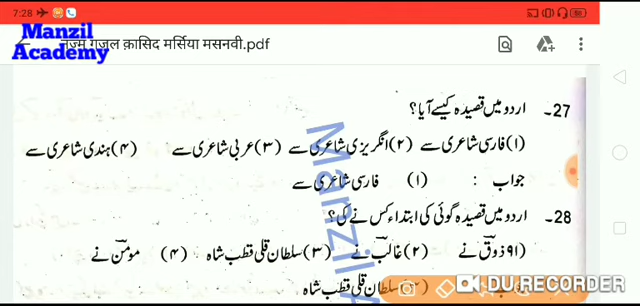 7:28
Manzil
Academy
नज़्म ग़ज़ल क़ासिद मर्सिया मसनवी.pdf
27۔ اردو میں قصیدہ کیسے آیا؟
(۱) فارسی شاعری سے (۲) انگریزی شاعری سے (۳) عربی شاعری سے (۴) ہندی شاعری سے
جواب : (۱) فارسی شاعری سے
28۔ اردو میں قصیدہ گوئی کی ابتداء کس نے کی؟
(۹۱ ذوق نے (۲) غالب نے (۳) سلطان قلی قطب شاہ (۴) مومن نے
سلطان قلی قطب شاہ
DU RECORDER